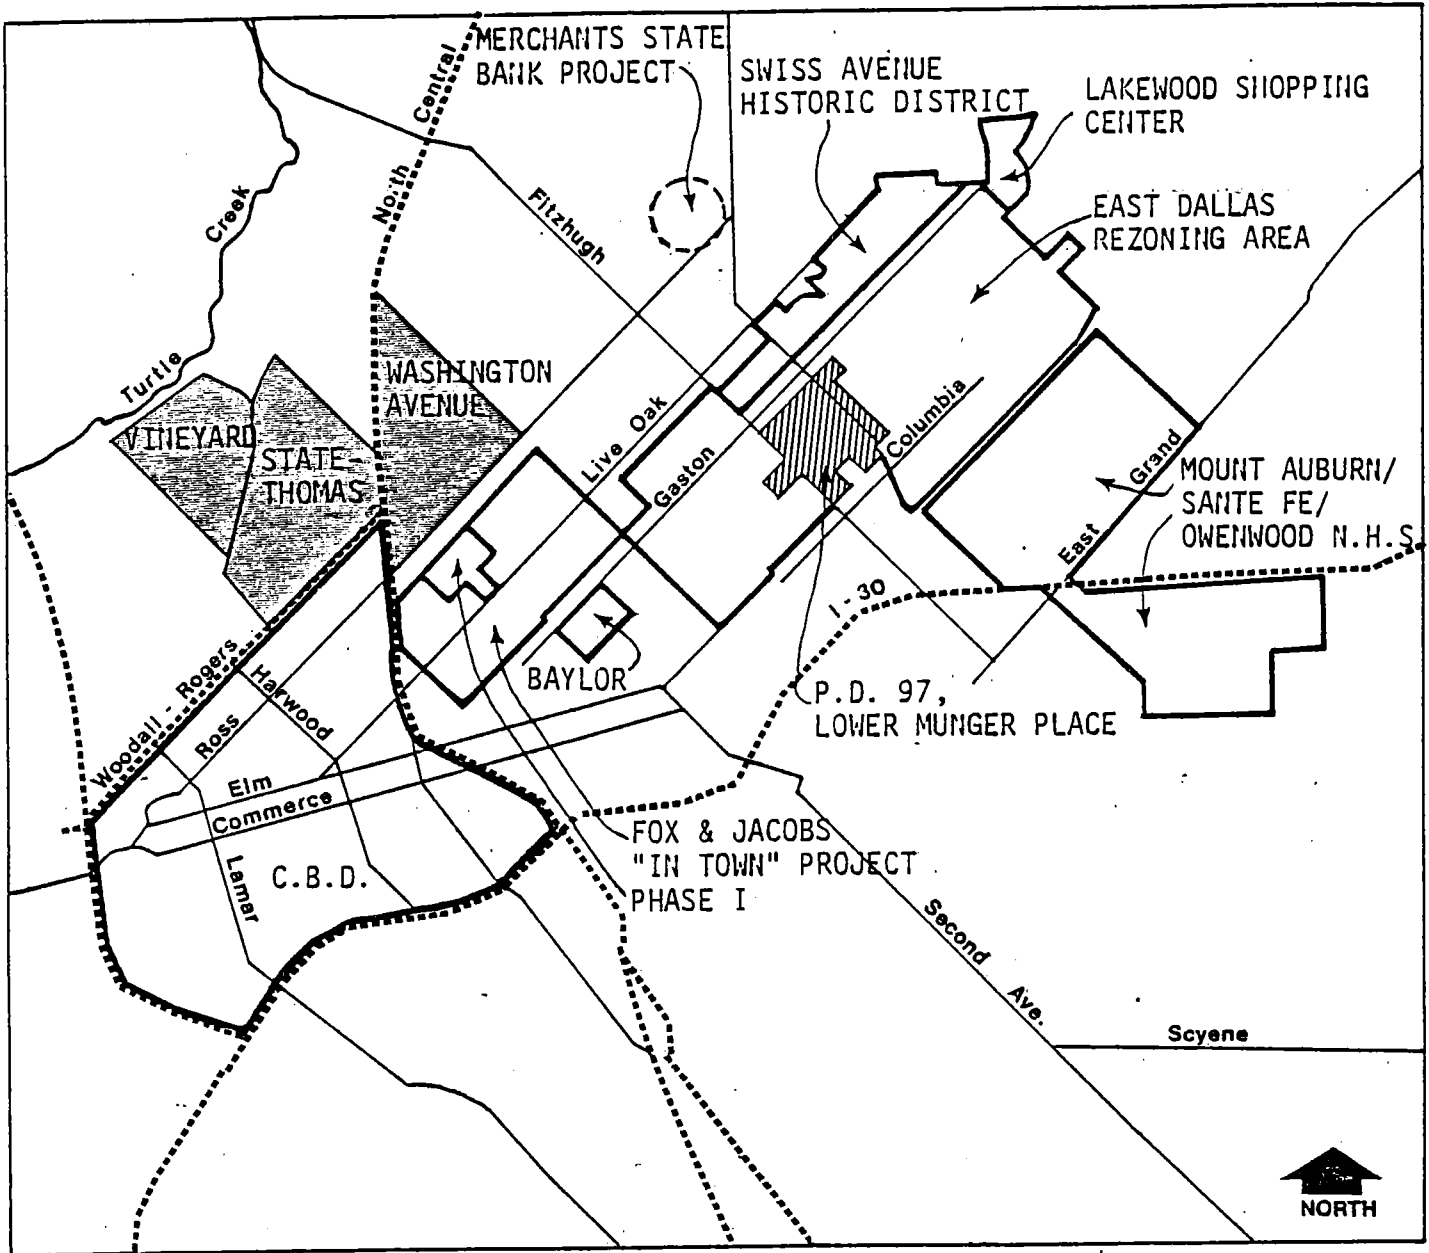 MERCHANTS STATE
BANK PROJECT
SWISS AVENUE
HISTORIC DISTRICT
LAKEWOOD SHOPPING
CENTER
North Central
Fitzhugh
Creek
EAST DALLAS
REZONING AREA
Turtle
WASHINGTON
AVENUE
VINEYARD
STATE-
THOMAS
Live Oak
Gaston
Columbia
East Grand
MOUNT AUBURN/
SANTE FE/
OWENWOOD N.H.S.
I-30
BAYLOR
P.D. 97,
LOWER MUNGER PLACE
Woodall - Rogers
Harwood
Ross
Elm
Commerce
Lamar
C.B.D.
FOX & JACOBS
"IN TOWN" PROJECT
PHASE I
Second Ave.
Scyene
NORTH